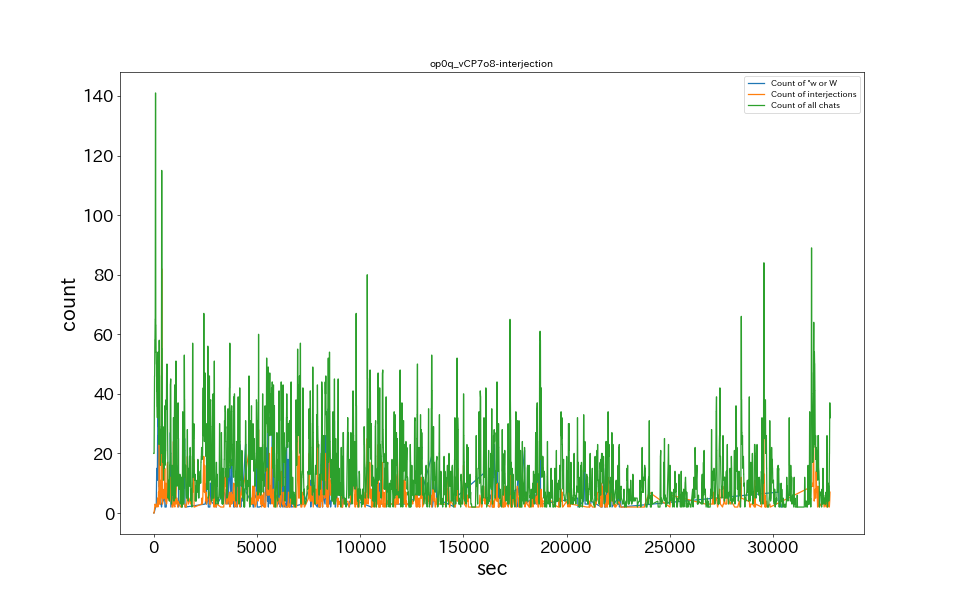 op0q_vCP7o8-interjection
Count of "w or W
Count of interjections
Count of all chats
140
120
100
80
60
40
20
0
count
0 5000 10000 15000 20000 25000 30000
sec